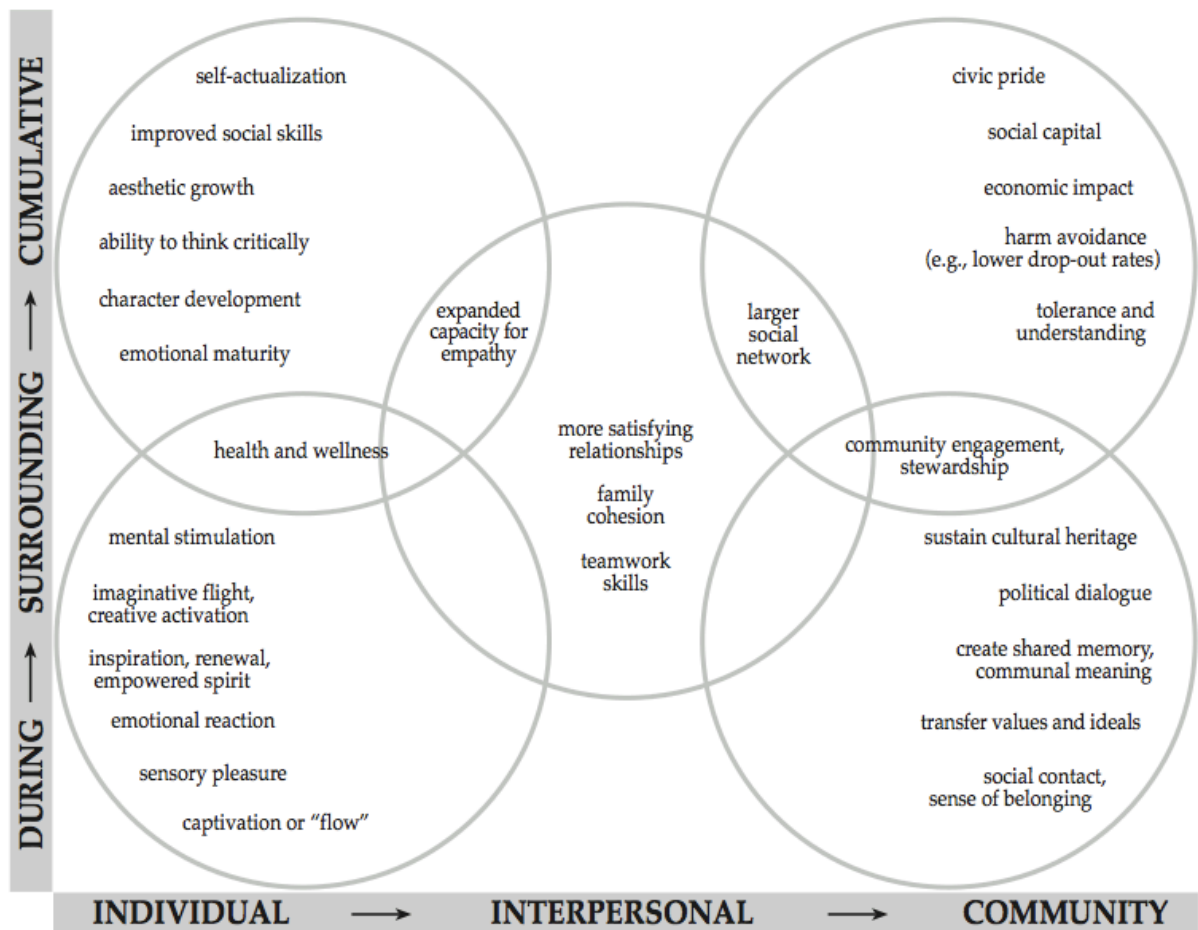 CUMULATIVE
SURROUNDING
DURING
self-actualization
improved social skills
aesthetic growth
ability to think critically
character development
emotional maturity
expanded
capacity for
empathy
health and wellness
mental stimulation
imaginative flight,
creative activation
inspiration, renewal,
empowered spirit
emotional reaction
sensory pleasure
captivation or “flow”
more satisfying
relationships
family
cohesion
teamwork
skills
civic pride
social capital
economic impact
harm avoidance
(e.g., lower drop-out rates)
tolerance and
understanding
larger
social
network
community engagement,
stewardship
sustain cultural heritage
political dialogue
create shared memory,
communal meaning
transfer values and ideals
social contact,
sense of belonging
INDIVIDUAL
INTERPERSONAL
COMMUNITY